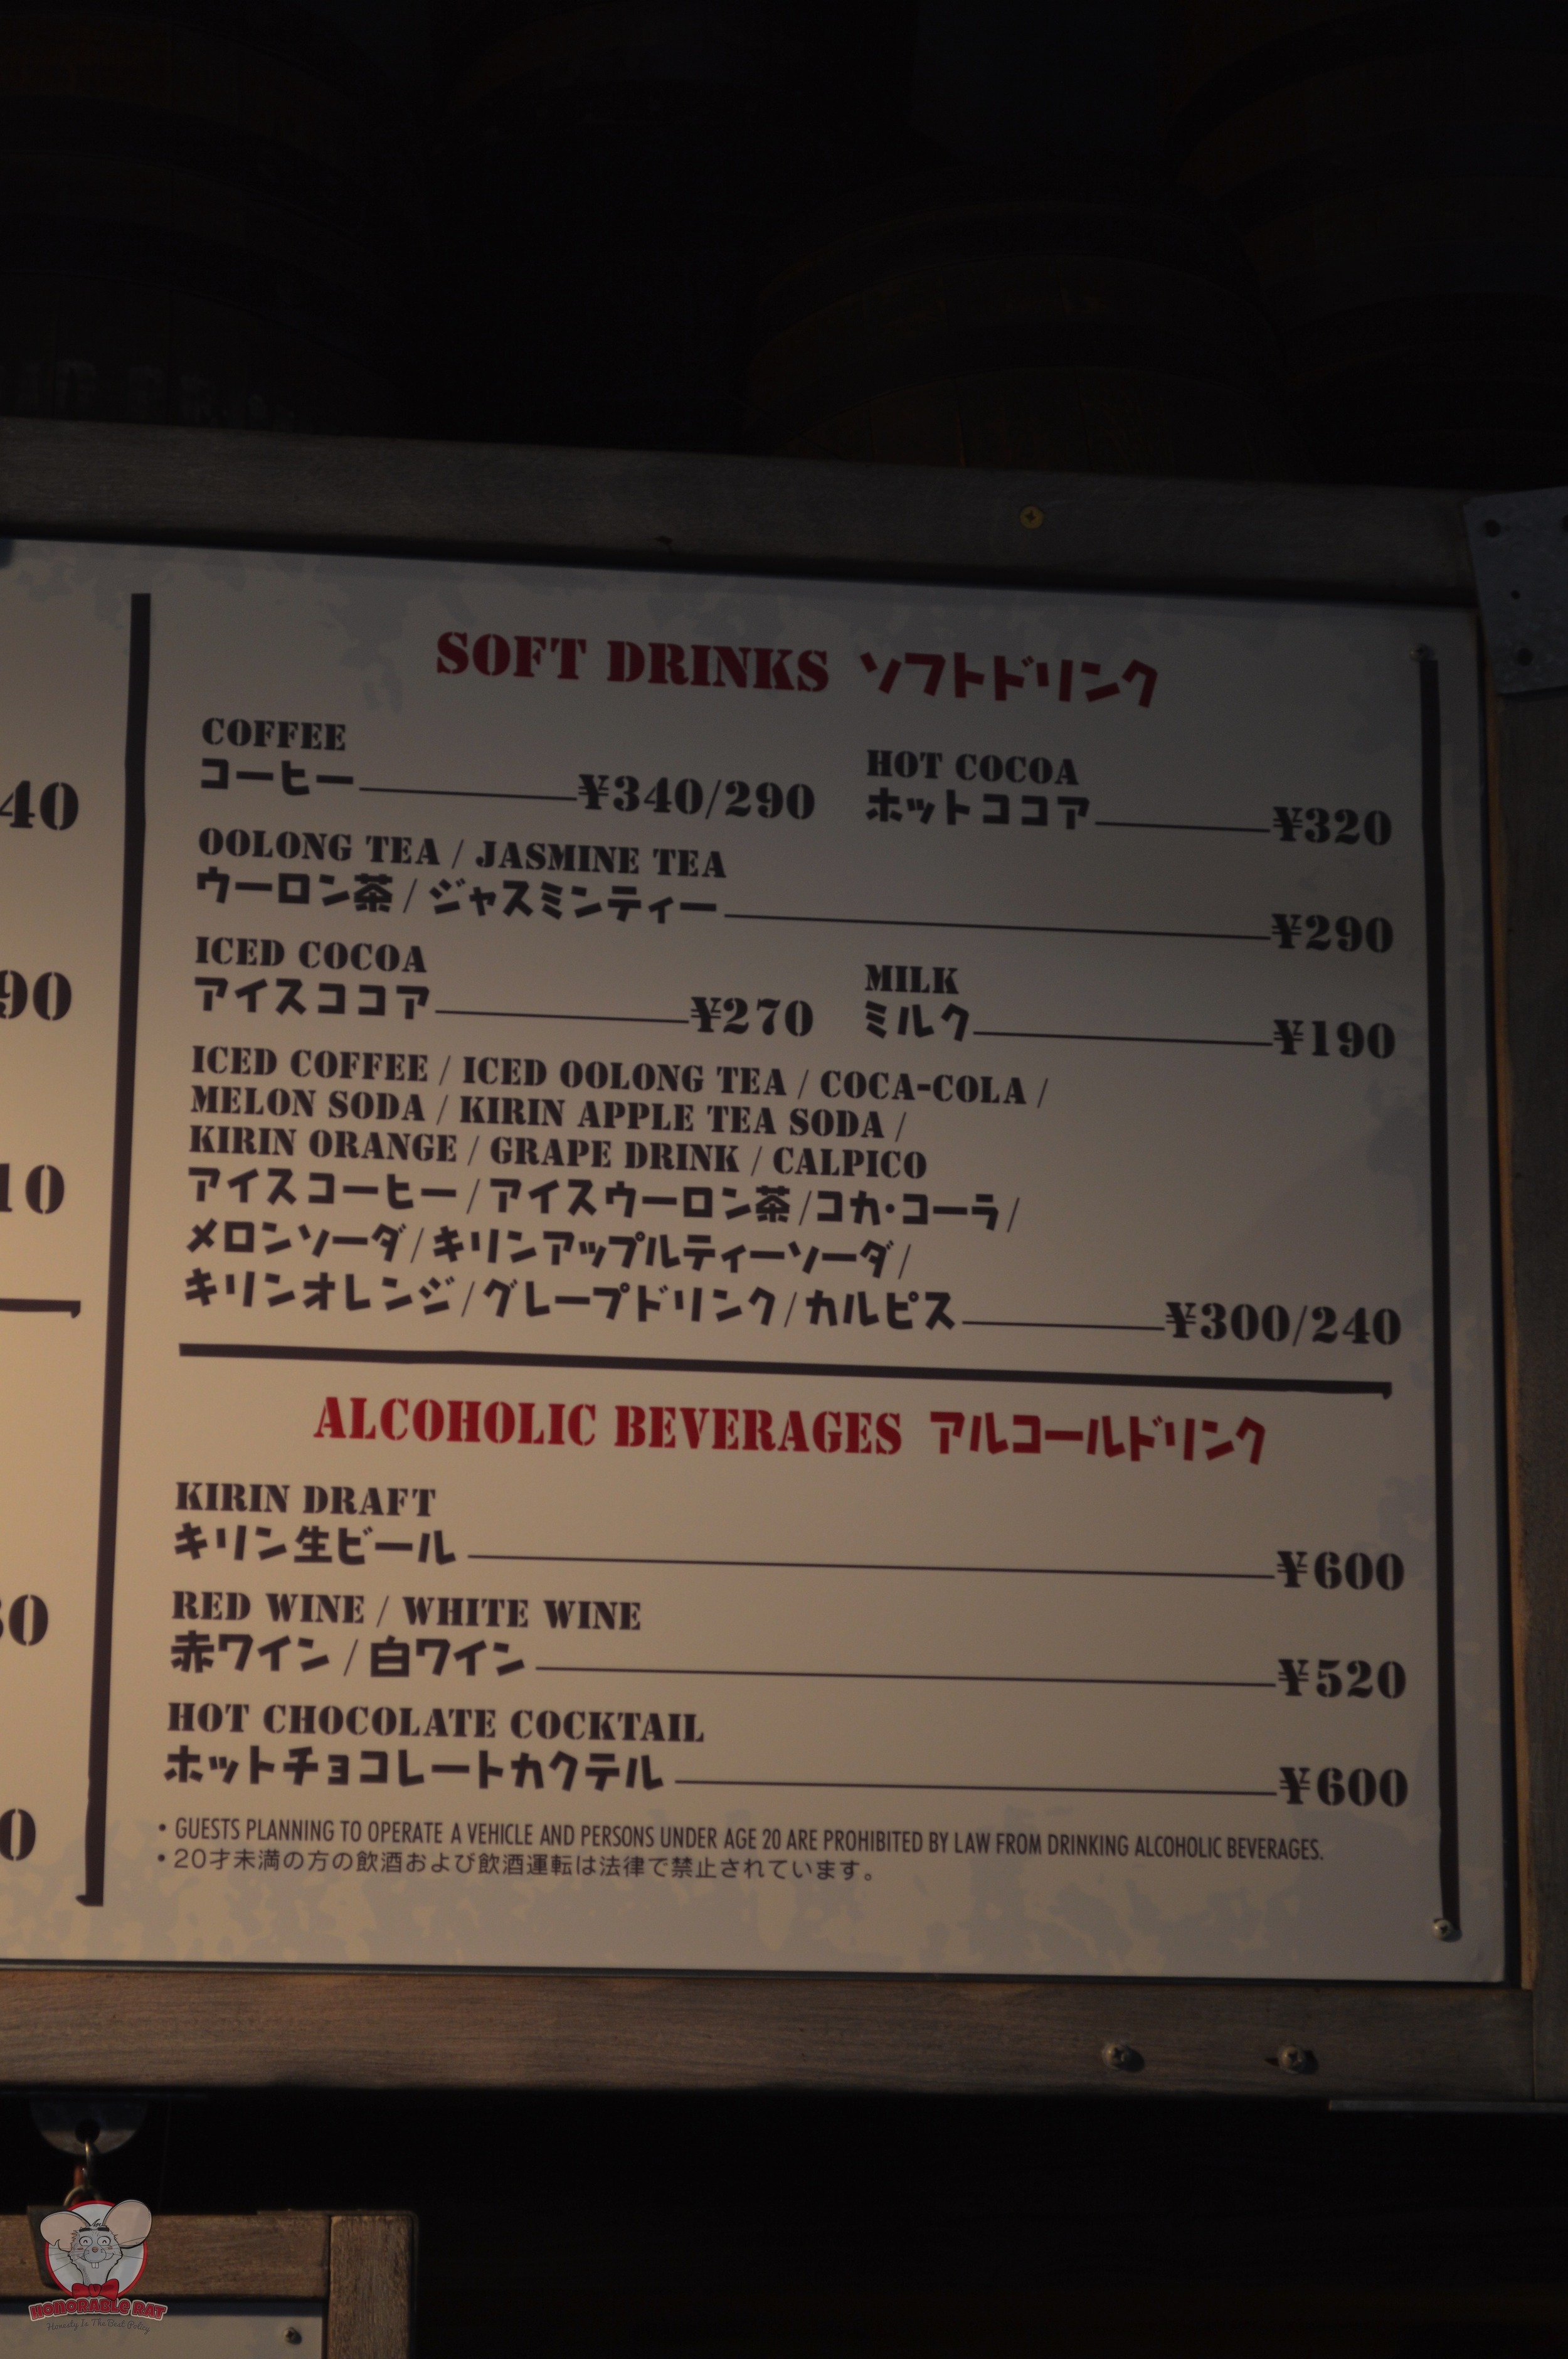 40
90
10
30
0
SOFT DRINKS ソフトドリンク
COFFEE
コーヒー ¥340/290
HOT COCOA
ホットココア ¥320
OOLONG TEA / JASMINE TEA
ウーロン茶 / ジャスミンティー ¥290
ICED COCOA
アイスココア ¥270
MILK
ミルク ¥190
ICED COFFEE / ICED OOLONG TEA / COCA-COLA /
MELON SODA / KIRIN APPLE TEA SODA /
KIRIN ORANGE / GRAPE DRINK / CALPICO
アイスコーヒー / アイスウーロン茶 / コカ・コーラ /
メロンソーダ / キリンアップルティーソーダ /
キリンオレンジ / グレープドリンク / カルピス ¥300/240
ALCOHOLIC BEVERAGES アルコールドリンク
KIRIN DRAFT
キリン生ビール ¥600
RED WINE / WHITE WINE
赤ワイン / 白ワイン ¥520
HOT CHOCOLATE COCKTAIL
ホットチョコレートカクテル ¥600
• GUESTS PLANNING TO OPERATE A VEHICLE AND PERSONS UNDER AGE 20 ARE PROHIBITED BY LAW FROM DRINKING ALCOHOLIC BEVERAGES.
• 20才未満の方の飲酒および飲酒運転は法律で禁止されています。
HONORABLE RAT
Honesty Is The Best Policy